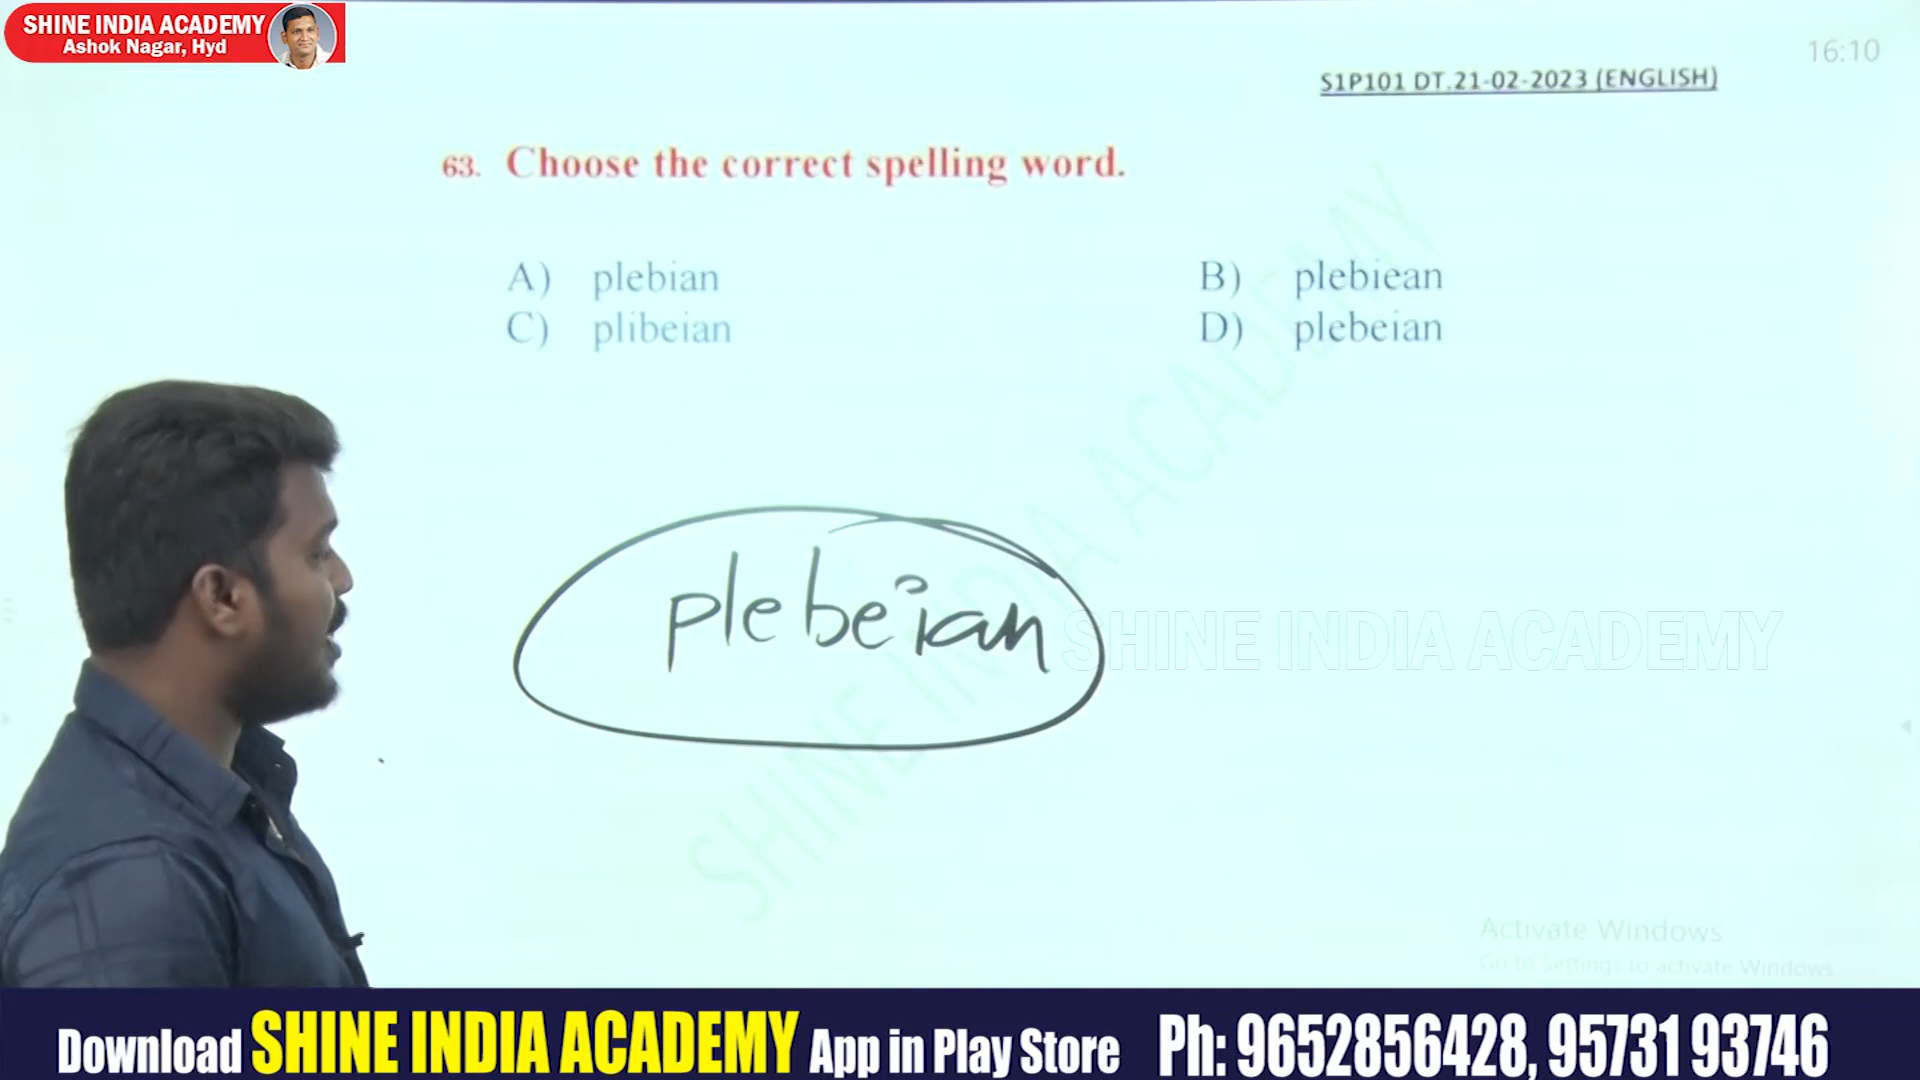 SHINE INDIA ACADEMY
Ashok Nagar, Hyd
16:10
S1P101 DT.21-02-2023 (ENGLISH)
63. Choose the correct spelling word.
A) plebian B) plebiean
C) plibeian D) plebeian
plebeian
SHINE INDIA ACADEMY
SHINE INDIA ACADEMY
Activate Windows
Go to Settings to activate Windows.
Download SHINE INDIA ACADEMY App in Play Store Ph: 9652856428, 95731 93746